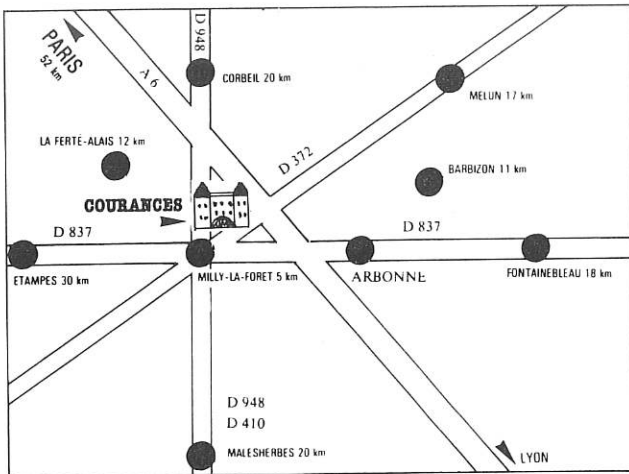 D 948
PARIS
52 km
A 6
CORBEIL 20 km
MELUN 17 km
LA FERTÉ-ALAIS 12 km
D 372
BARBIZON 11 km
COURANCES
D 837
D 837
ETAMPES 30 km
MILLY-LA-FORET 5 km
ARBONNE
FONTAINEBLEAU 18 km
D 948
D 410
MALESHERBES 20 km
LYON